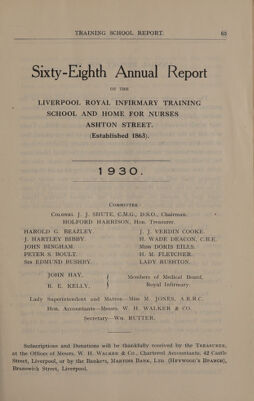 TRAINING SCHOOL REPORT. 63
Sixty-Eighth Annual Report
OF THE
LIVERPOOL ROYAL INFIRMARY TRAINING
SCHOOL AND HOME FOR NURSES
ASHTON STREET.
(Established 1863).
1930.
COMMITTEE
COLONEL J. J. SHUTE, C.M.G., D.S.O., Chairman.
HOLFORD HARRISON, Hon. Treasurer.
HAROLD G. BEAZLEY. J. J. VERDIN COOKE.
J. HARTLEY BIBBY. H. WADE DEACON, C.B.E.
JOHN BINGHAM. Miss DORIS EILLS.
PETER S. BOULT. H. M. FLETCHER.
SIR EDMUND BUSHBY. LADY RUSHTON.
JOHN HAY, } Members of Medical Board,
R. E. KELLY, } Royal Infirmary.
Lady Superintendent and Matron—Miss M. JONES, A.R.R.C.
Hon. Accountants—Messrs. W. H. WALKER & CO.
Secretary—WM. RUTTER.
Subscriptions and Donations will be thankfully received by the TREASURER,
at the Offices of Messrs. W. H. WALKER & CO., Chartered Accountants, 42 Castle
Street, Liverpool, or by the Bankers, MARTINS BANK, LTD. (HEYWOOD'S BRANCH),
Brunswick Street, Liverpool.